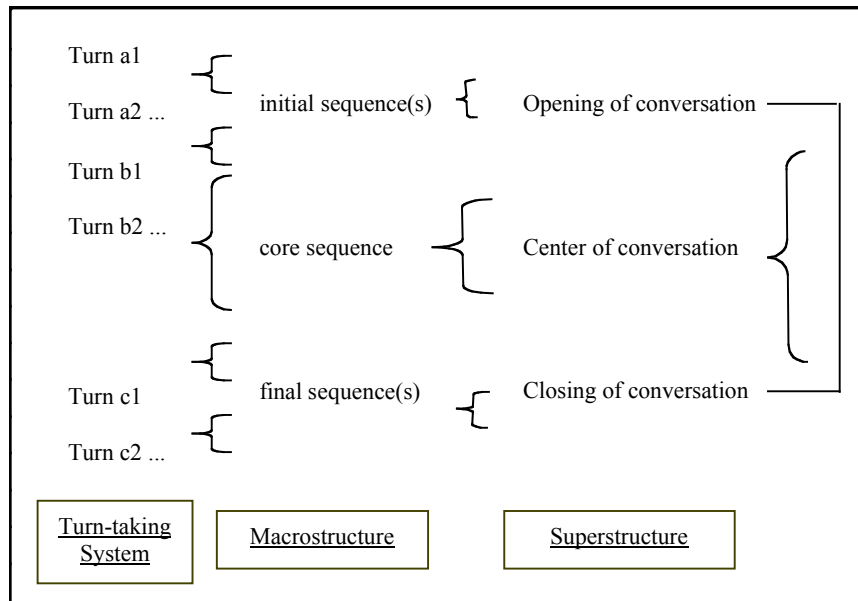 Turn a1
initial sequence(s) Opening of conversation
Turn a2 ...
Turn b1
Turn b2 ...
core sequence Center of conversation
final sequence(s) Closing of conversation
Turn c1
Turn c2 ...
Turn-taking
System
Macrostructure
Superstructure